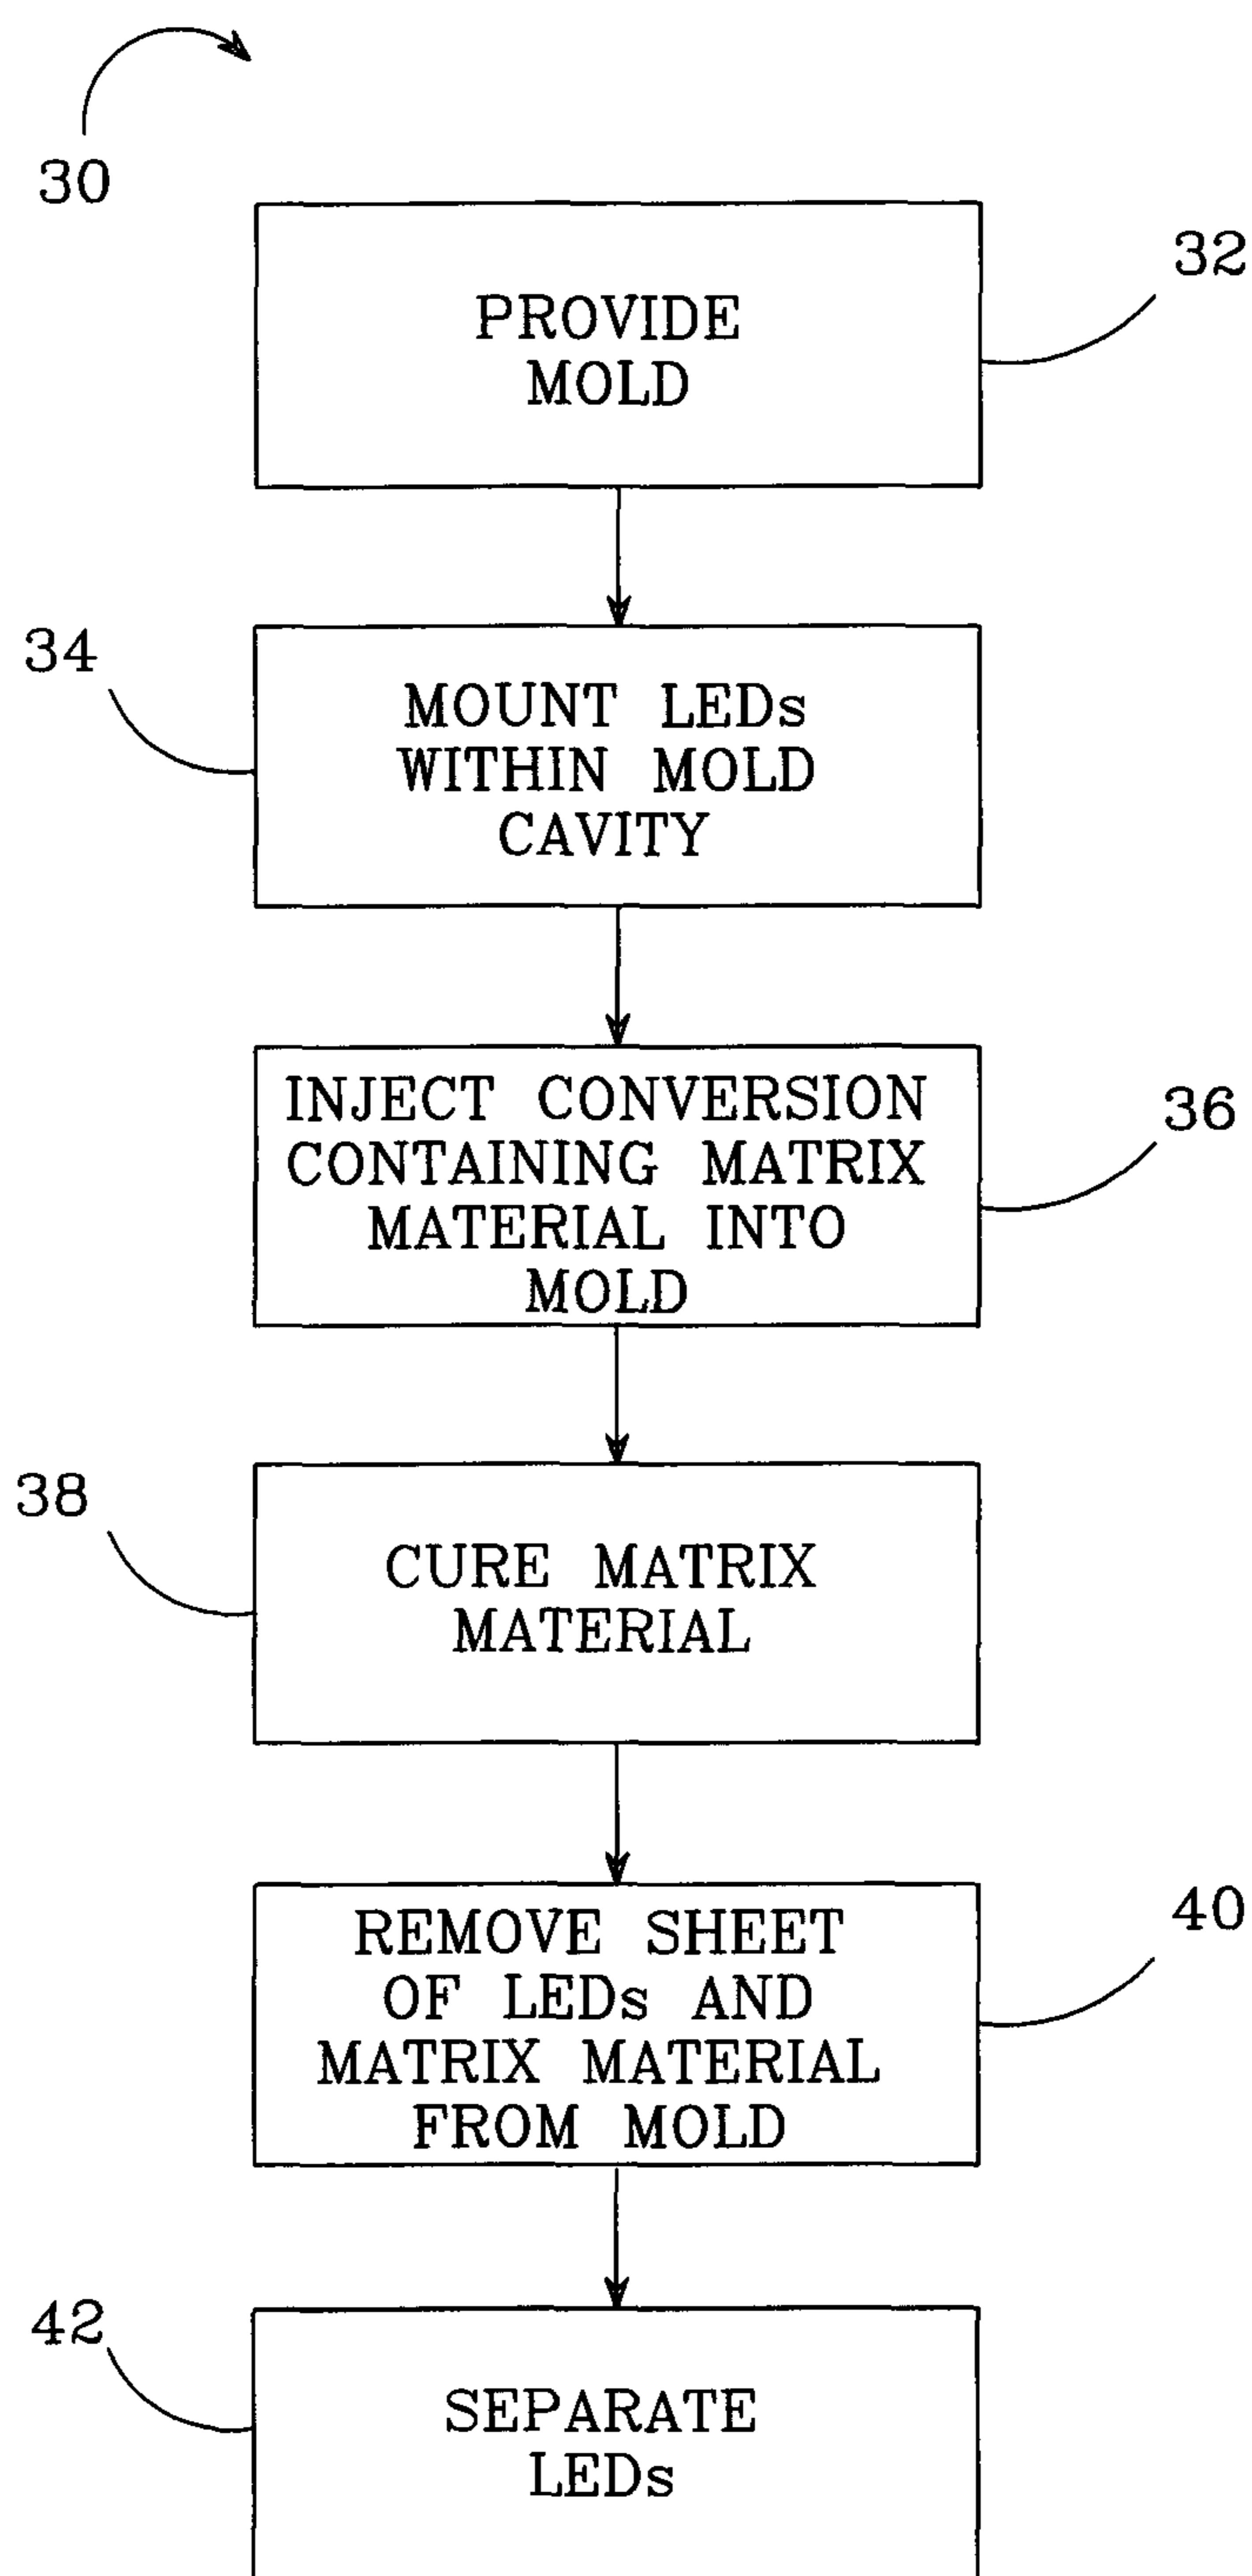 30
32
PROVIDE
MOLD
34
MOUNT LEDs
WITHIN MOLD
CAVITY
36
INJECT CONVERSION
CONTAINING MATRIX
MATERIAL INTO
MOLD
38
CURE MATRIX
MATERIAL
40
REMOVE SHEET
OF LEDs AND
MATRIX MATERIAL
FROM MOLD
42
SEPARATE
LEDs